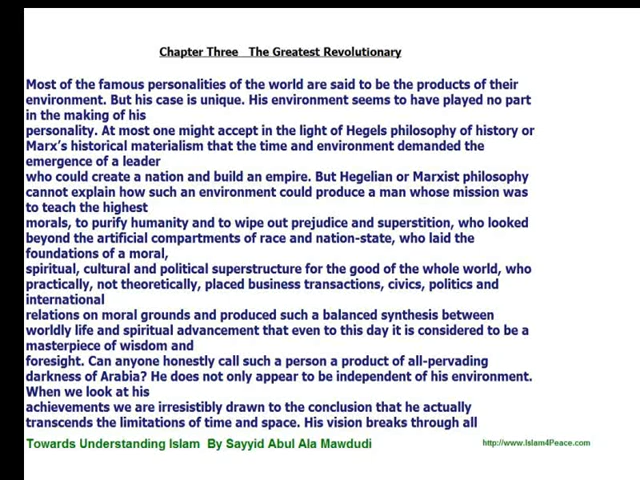 Chapter Three The Greatest Revolutionary
Most of the famous personalities of the world are said to be the products of their
environment. But his case is unique. His environment seems to have played no part
in the making of his
personality. At most one might accept in the light of Hegels philosophy of history or
Marx's historical materialism that the time and environment demanded the
emergence of a leader
who could create a nation and build an empire. But Hegelian or Marxist philosophy
cannot explain how such an environment could produce a man whose mission was
to teach the highest
morals, to purify humanity and to wipe out prejudice and superstition, who looked
beyond the artificial compartments of race and nation-state, who laid the
foundations of a moral,
spiritual, cultural and political superstructure for the good of the whole world, who
practically, not theoretically, placed business transactions, civics, politics and
international
relations on moral grounds and produced such a balanced synthesis between
worldly life and spiritual advancement that even to this day it is considered to be a
masterpiece of wisdom and
foresight. Can anyone honestly call such a person a product of all-pervading
darkness of Arabia? He does not only appear to be independent of his environment.
When we look at his
achievements we are irresistibly drawn to the conclusion that he actually
transcends the limitations of time and space. His vision breaks through all
Towards Understanding Islam By Sayyid Abul Ala Mawdudi
http://www.Islam4Peace.com